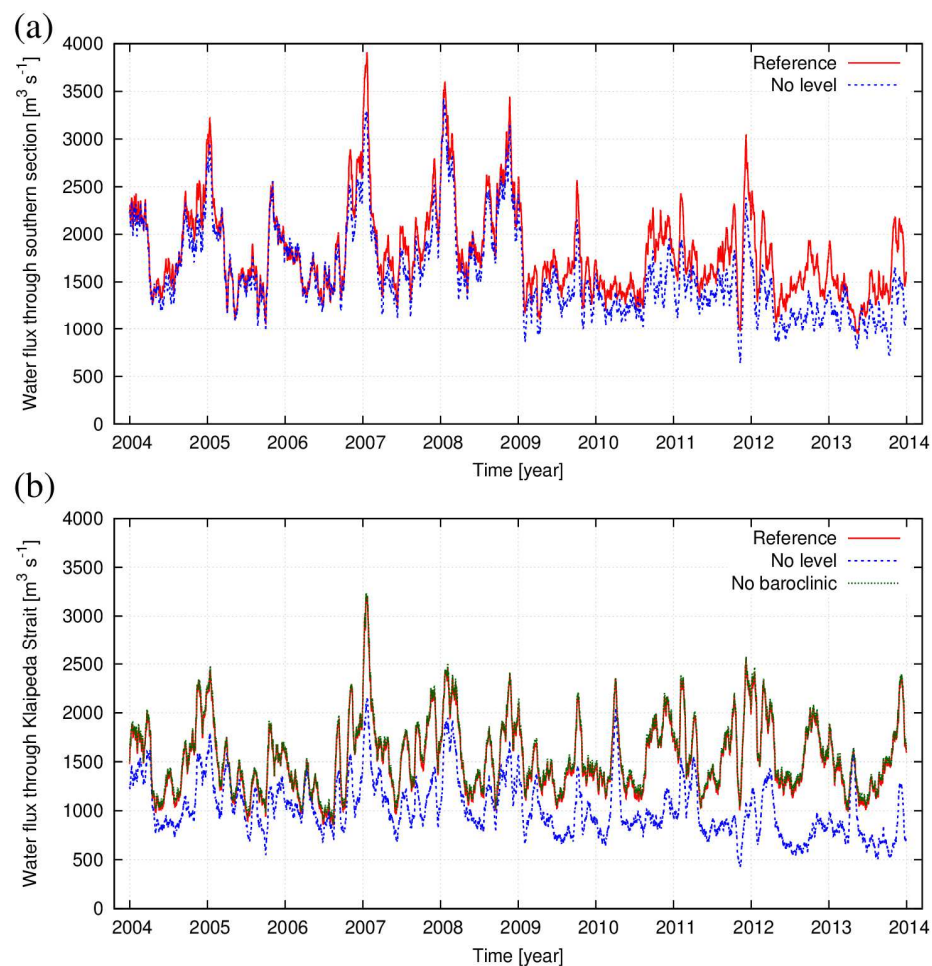 (a)
Water flux through southern section [m³ s⁻¹]
4000
3500
3000
2500
2000
1500
1000
500
0
Reference
No level
2004 2005 2006 2007 2008 2009 2010 2011 2012 2013 2014
Time [year]
(b)
Water flux through Klaipeda Strait [m³ s⁻¹]
4000
3500
3000
2500
2000
1500
1000
500
0
Reference
No level
No baroclinic
2004 2005 2006 2007 2008 2009 2010 2011 2012 2013 2014
Time [year]